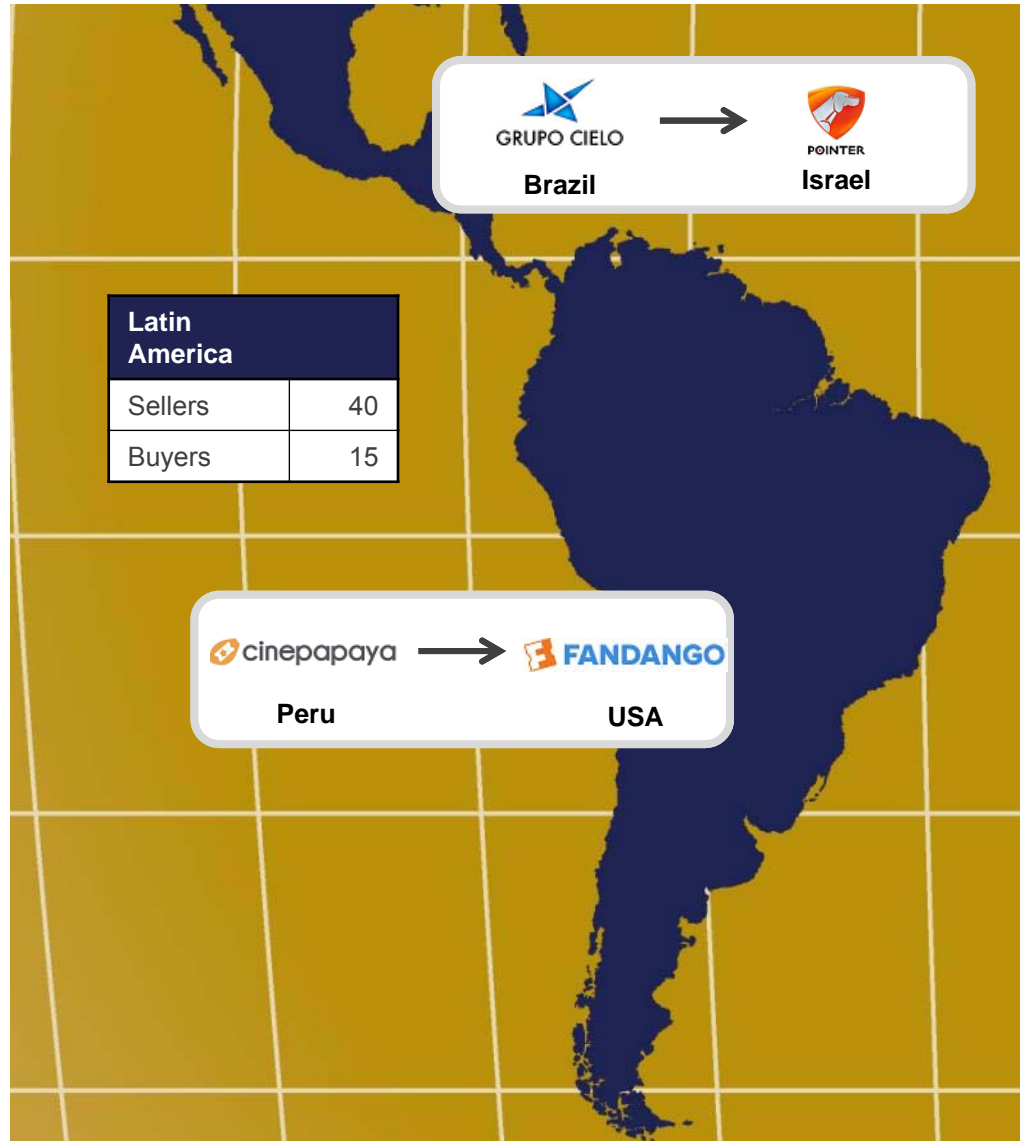 GRUPO CIELO
POINTER
Brazil
Israel
Latin
America
Sellers 40
Buyers 15
cinepapaya
FANDANGO
Peru
USA